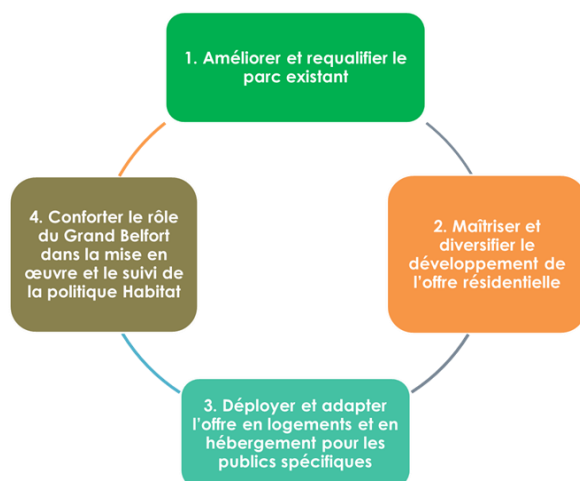 1. Améliorer et requalifier le
parc existant
2. Maîtriser et
diversifier le
développement de
l'offre résidentielle
3. Déployer et adapter
l'offre en logements et en
hébergement pour les
publics spécifiques
4. Conforter le rôle
du Grand Belfort
dans la mise en
œuvre et le suivi de
la politique Habitat